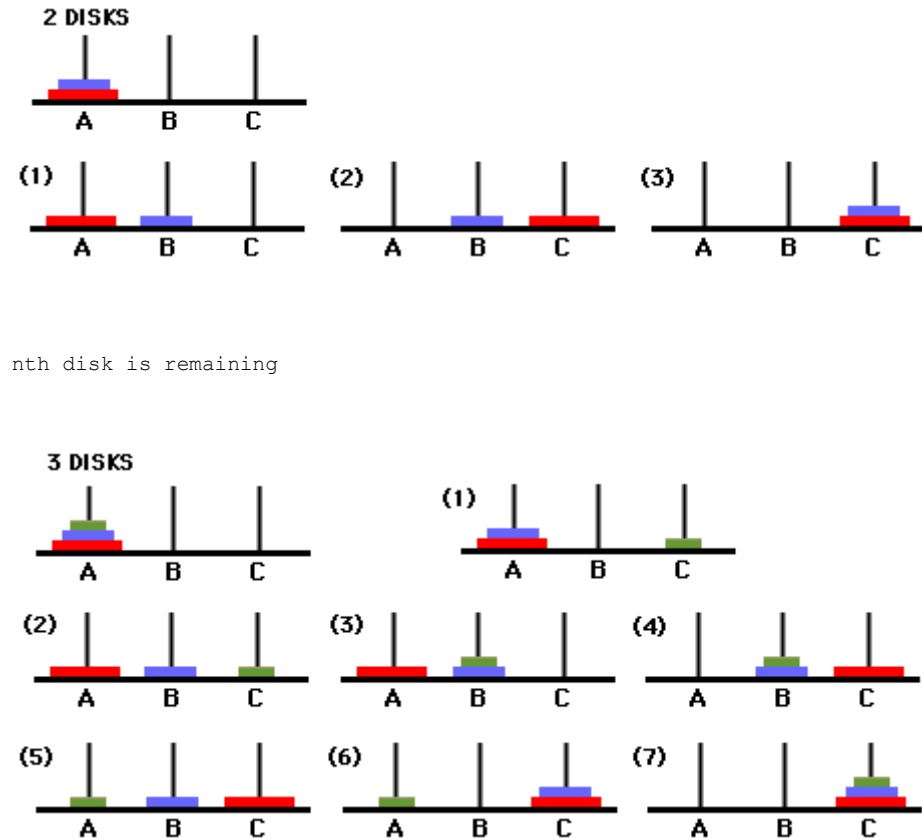 2 DISKS
A B C
(1) (2) (3)
A B C A B C A B C
nth disk is remaining
3 DISKS
(1)
A B C A B C
(2) (3) (4)
A B C A B C A B C
(5) (6) (7)
A B C A B C A B C